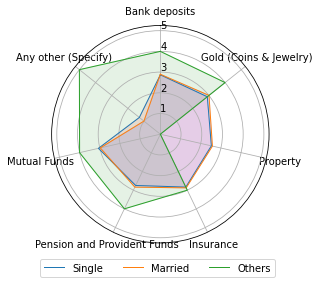 Bank deposits
5
4
3
2
1
Any other (Specify)
Gold (Coins & Jewelry)
Mutual Funds
Property
Pension and Provident Funds
Insurance
Single
Married
Others